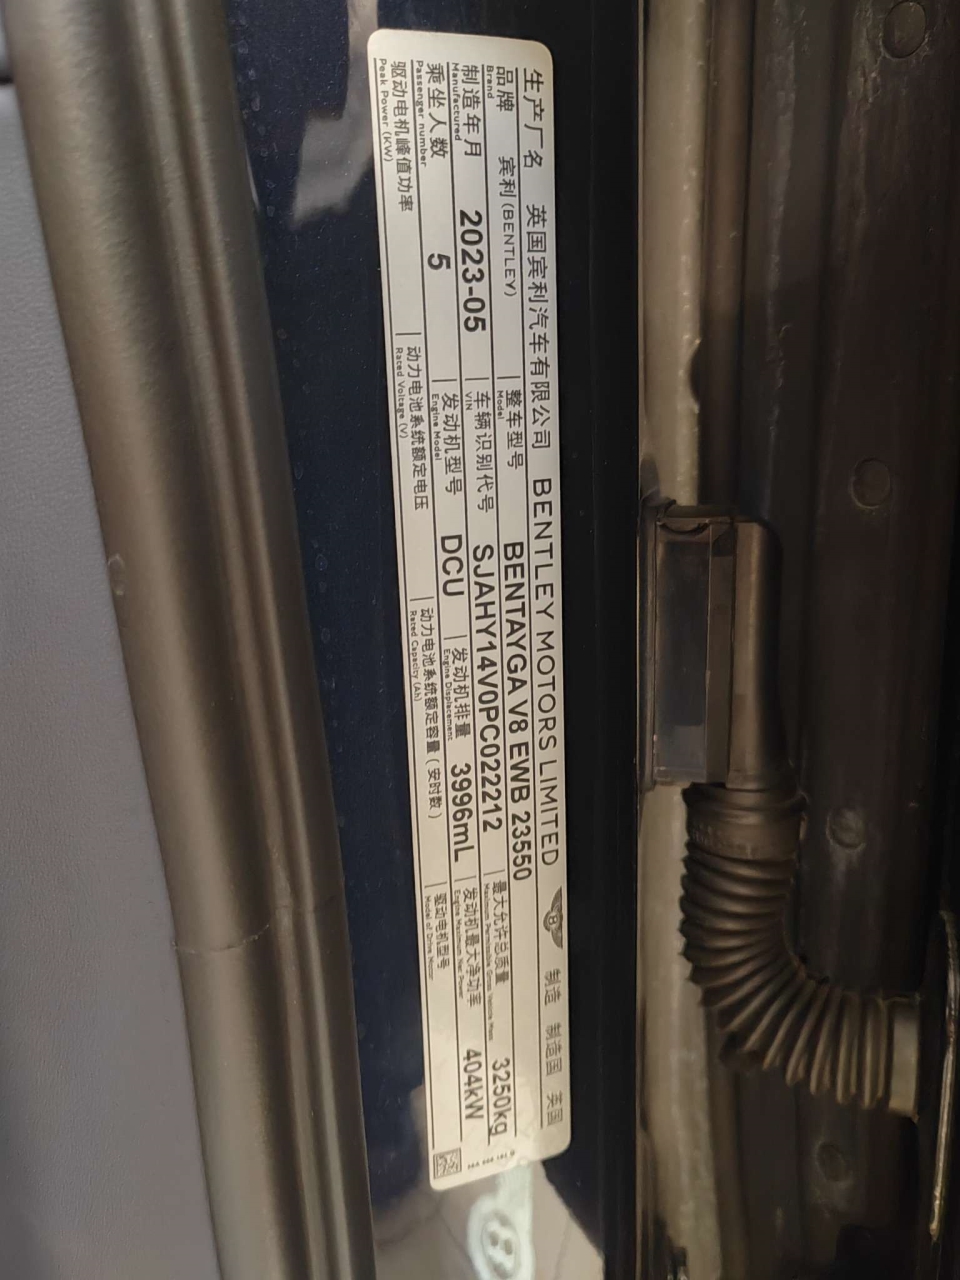 生产厂名 英国宾利汽车有限公司 BENTLEY MOTORS LIMITED 制造 制造国 英国
品牌 宾利(BENTLEY) 整车型号 BENTAYGA V8 EWB 23550 最大允许总质量 3250kg
Brand Model Maximum Permissible Gross Vehicle Mass
制造年月 2023-05 车辆识别代号 SJAHY14V0PC022212 发动机最大净功率 404kW
Manufactured VIN Engine Maximum Net Power
乘坐人数 5 发动机型号 DCU 发动机排量 3996mL
Passenger number Engine Model Engine Displacement
驱动电机峰值功率 动力电池系统额定电压 动力电池系统额定容量(安时数) 驱动电机型号
Peak Power (KW) Rated Voltage (V) Rated Capacity (Ah) Model of Drive Motor